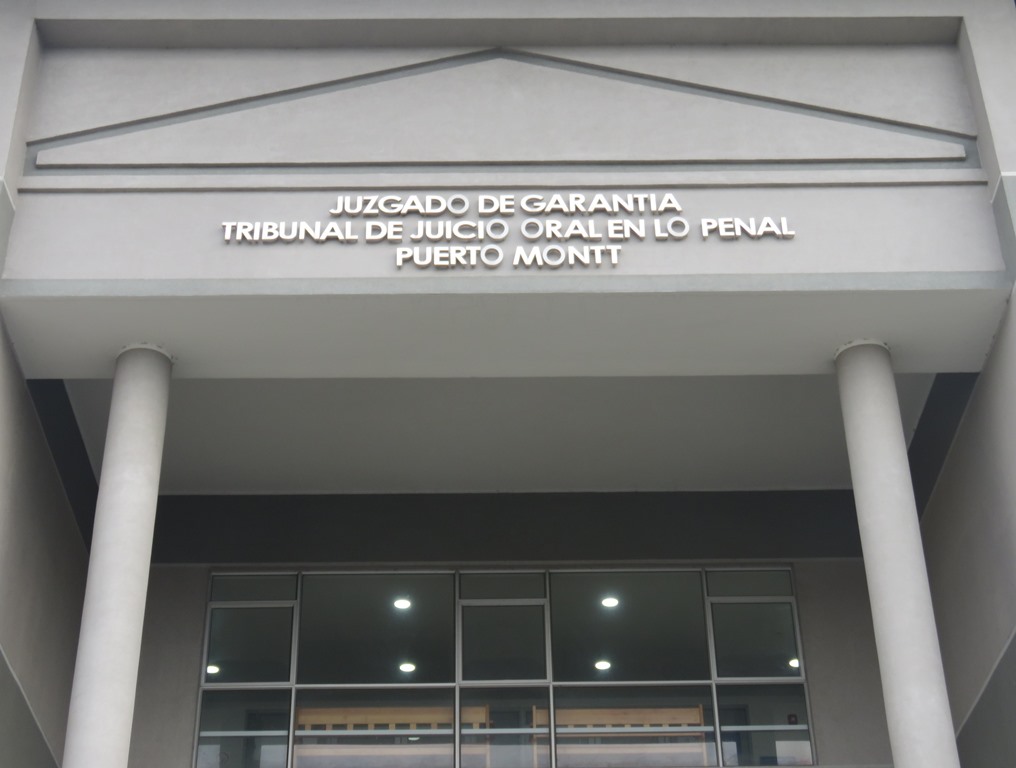 JUZGADO DE GARANTIA
TRIBUNAL DE JUICIO ORAL EN LO PENAL
PUERTO MONTT